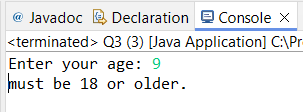 Javadoc Declaration Console
<terminated> Q3 (3) [Java Application] C:\Pr
Enter your age: 9
must be 18 or older.